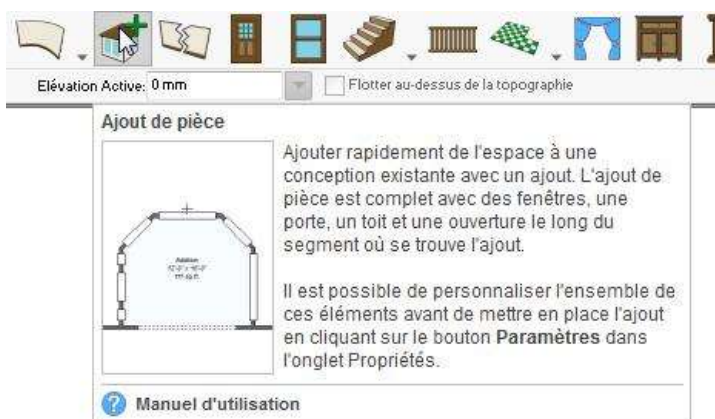 Elévation Active: 0 mm Flotter au-dessus de la topographie
Ajout de pièce
Ajouter rapidement de l'espace à une
conception existante avec un ajout. L'ajout de
pièce est complet avec des fenêtres, une
porte, un toit et une ouverture le long du
segment où se trouve l'ajout.
Il est possible de personnaliser l'ensemble de
ces éléments avant de mettre en place l'ajout
en cliquant sur le bouton Paramètres dans
l'onglet Propriétés.
Addition
? Manuel d'utilisation